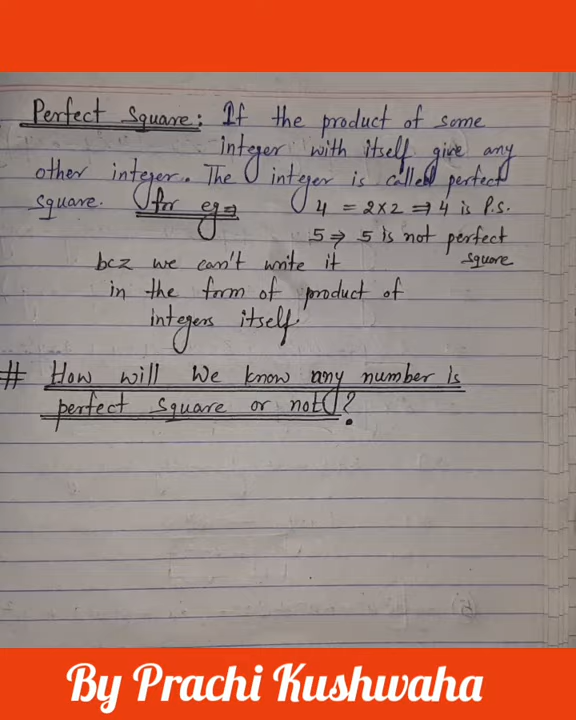 Perfect Square: If the product of some
integer with itself give any
other integer. The integer is called perfect
square. for eg ⇒ 4 = 2×2 ⇒ 4 is P.S.
5 ⇒ 5 is not perfect
square
bcz we can't write it
in the form of product of
integers itself
# How will We know any number is
perfect square or not?
By Prachi Kushwaha